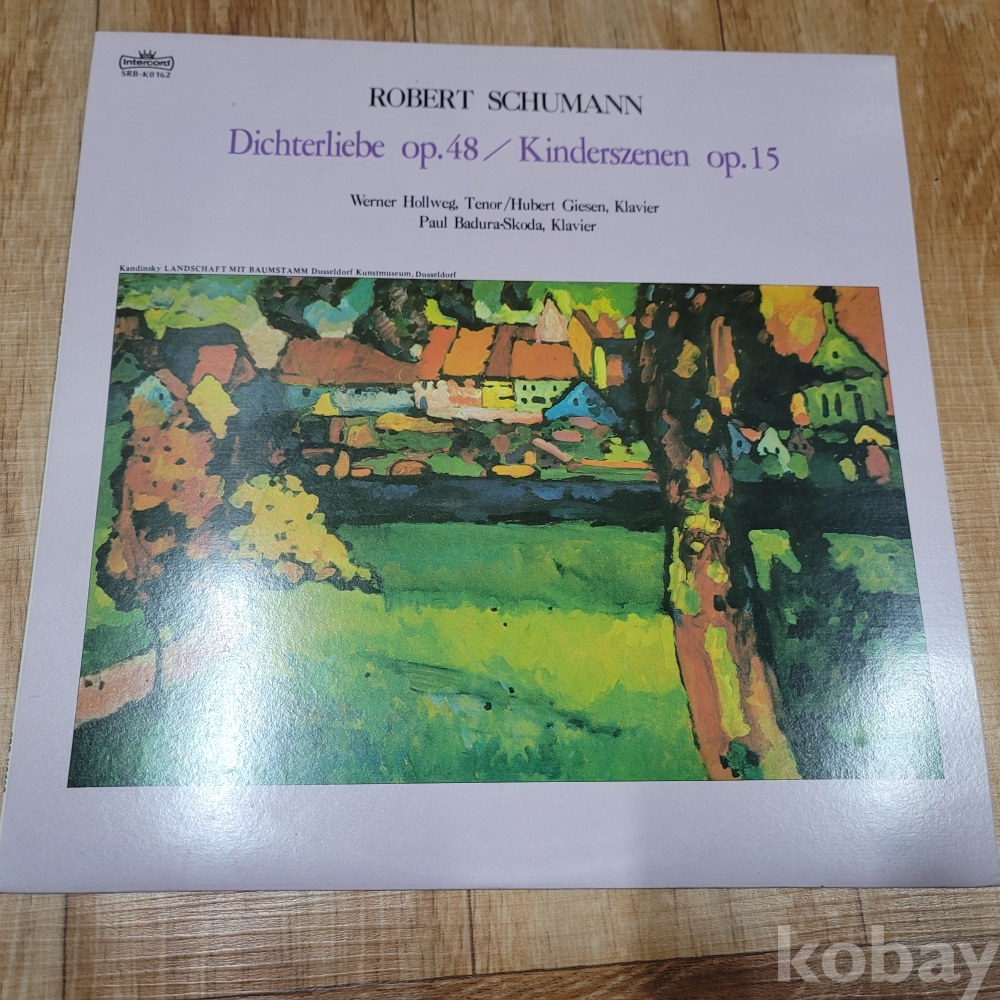 Intercord
SRB-K0162
ROBERT SCHUMANN
Dichterliebe op.48 / Kinderszenen op.15
Werner Hollweg, Tenor/Hubert Giesen, Klavier
Paul Badura-Skoda, Klavier
Kandinsky LANDSCHAFT MIT BAUMSTAMM Dusseldorf Kunstmuseum, Dusseldorf
kobay